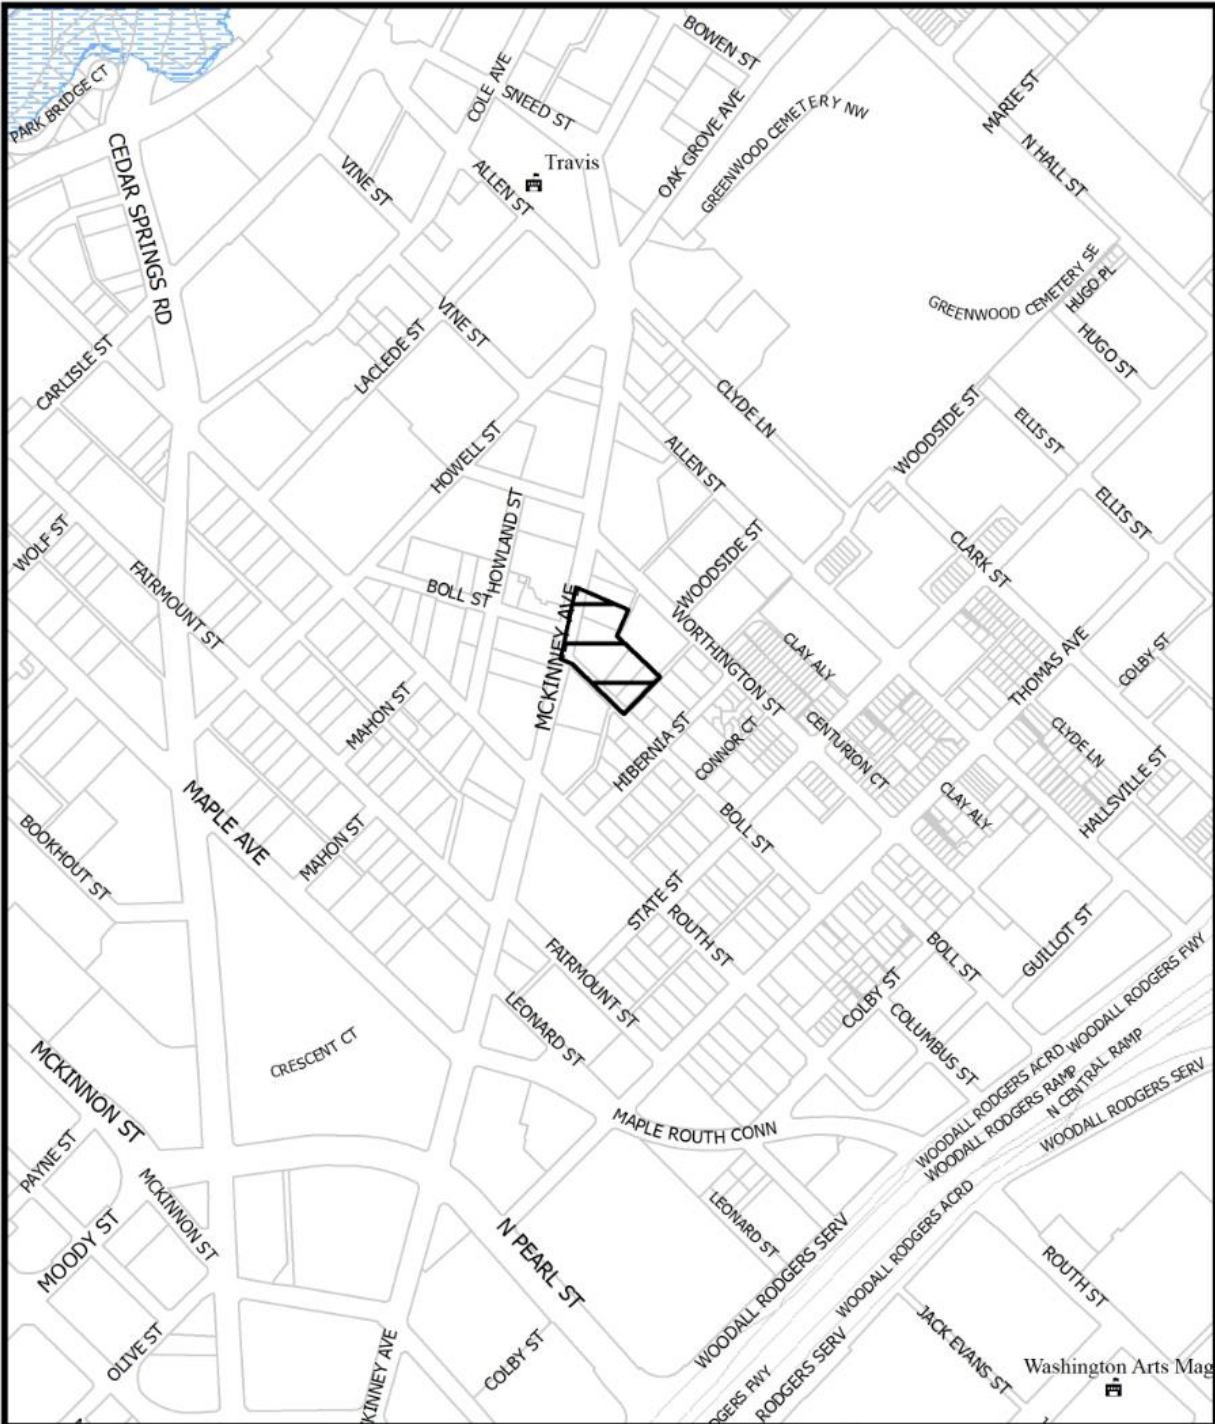 BOWEN ST
PARK BRIDGE CT
COLE AVE
SNEED ST
MARIE ST
OAK GROVE AVE
GREENWOOD CEMETERY NW
CEDAR SPRINGS RD
Travis
N HALL ST
VINE ST
ALLEN ST
GREENWOOD CEMETERY SE
HUGO PL
HUGO ST
VINE ST
LACLEDE ST
CARLISLE ST
CLYDE LN
WOODSIDE ST
ELLIS ST
HOWELL ST
ALLEN ST
ELLIS ST
WOLF ST
HOWLAND ST
WOODSIDE ST
CLARK ST
FAIRMOUNT ST
BOLL ST
MCKINNEY AVE
WORTHINGTON ST
CLAY ALY
THOMAS AVE
COLBY ST
MAHON ST
HIBERNIA ST
CONNOR CT
CENTURION CT
CLYDE LN
HALLSVILLE ST
MAPLE AVE
CLAY ALY
BOOKHOUT ST
MAHON ST
BOLL ST
STATE ST
ROUTH ST
FAIRMOUNT ST
BOLL ST
GUILLOT ST
COLBY ST
LEONARD ST
COLUMBUS ST
WOODALL RODGERS FWY
CRESCENT CT
MCKINNON ST
WOODALL RODGERS ACRD
WOODALL RODGERS RAMP
N CENTRAL RAMP
WOODALL RODGERS SERV
MAPLE ROUTH CONN
PAYNE ST
MCKINNON ST
MOODY ST
LEONARD ST
N PEARL ST
WOODALL RODGERS SERV
WOODALL RODGERS ACRD
ROUTH ST
OLIVE ST
KINNEY AVE
COLBY ST
JACK EVANS ST
DGERS FWY
RODGERS SERV
Washington Arts Mag